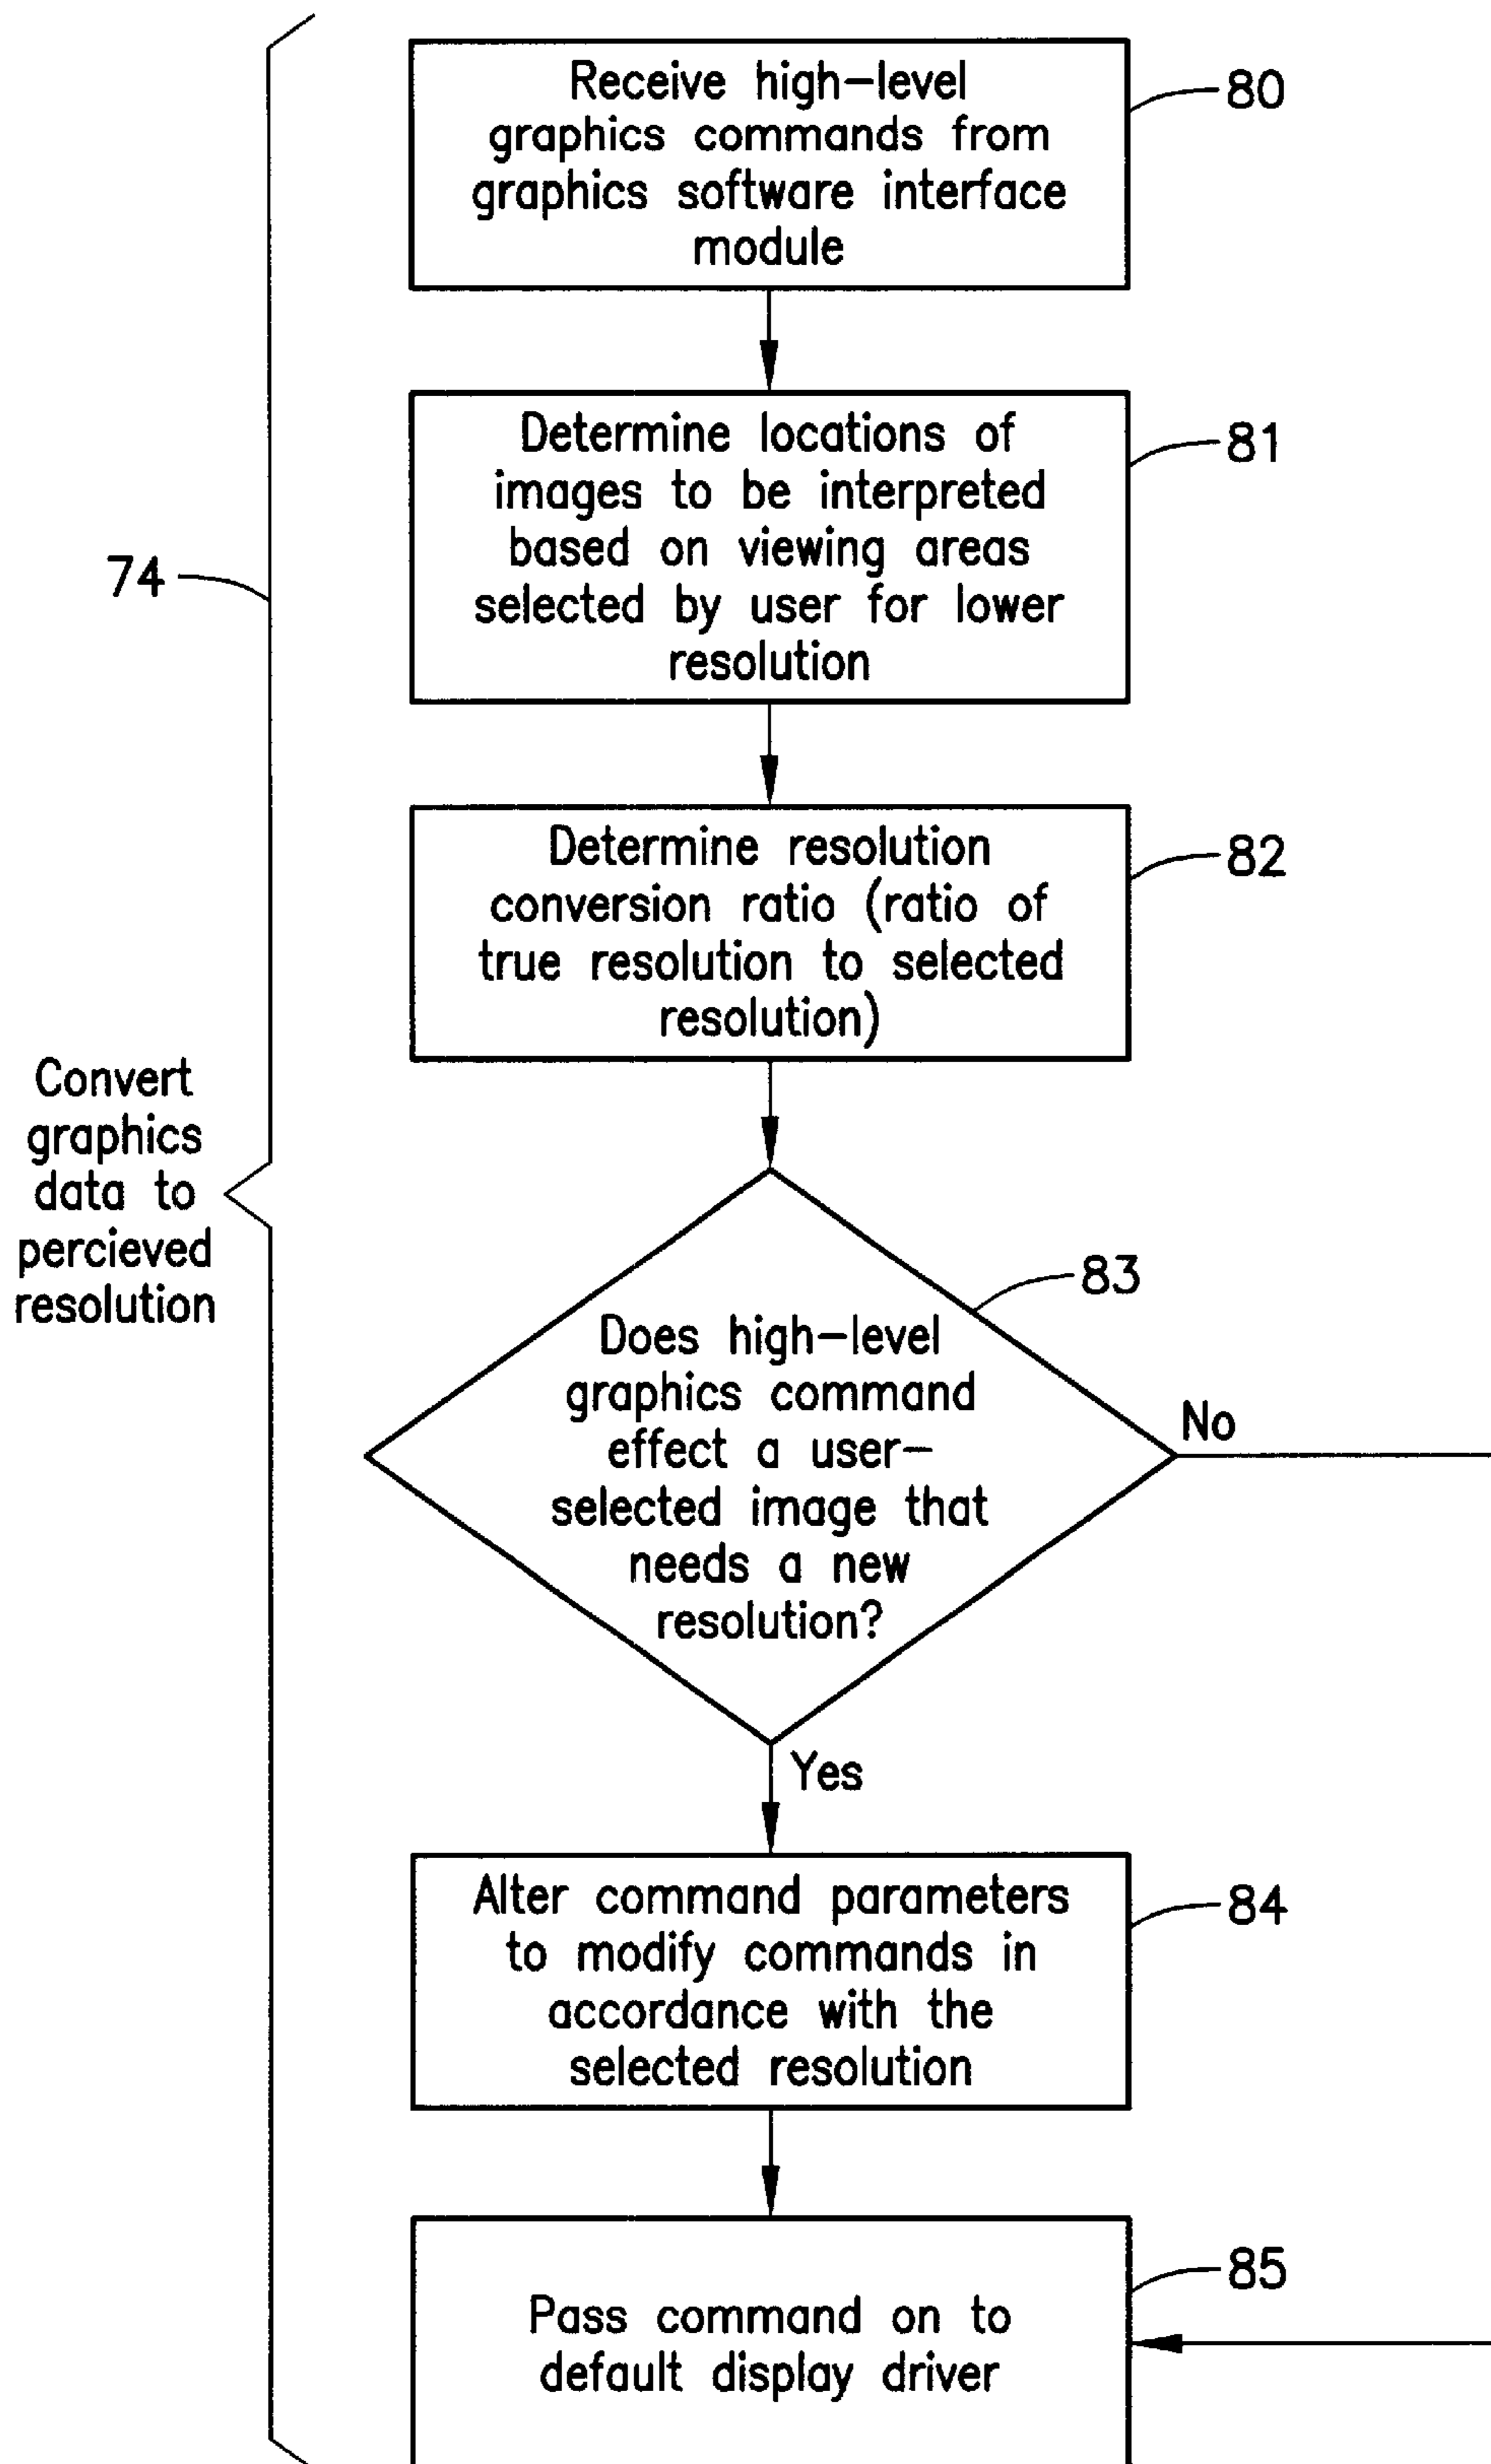 Receive high-level
graphics commands from
graphics software interface
module
80
Determine locations of
images to be interpreted
based on viewing areas
selected by user for lower
resolution
81
74
Determine resolution
conversion ratio (ratio of
true resolution to selected
resolution)
82
Convert
graphics
data to
percieved
resolution
83
Does high-level
graphics command
effect a user-
selected image that
needs a new
resolution?
No
Yes
Alter command parameters
to modify commands in
accordance with the
selected resolution
84
Pass command on to
default display driver
85